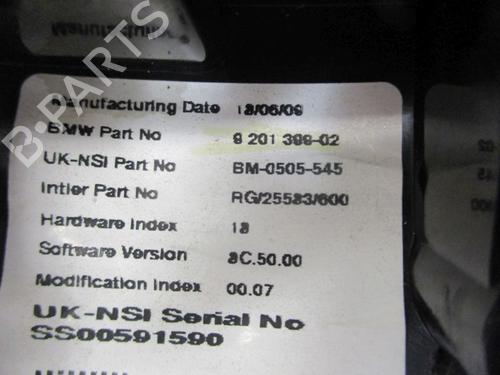 Manufacturing
B-PARTS
Manufacturing Date 18/06/09
BMW Part No 9 201 399-02
UK-NSI Part No BM-0505-545
Intier Part No RG/25583/600
Hardware Index 18
Software Version 8C.50.00
Modification Index 00.07
UK-NSI Serial No
SS00591590